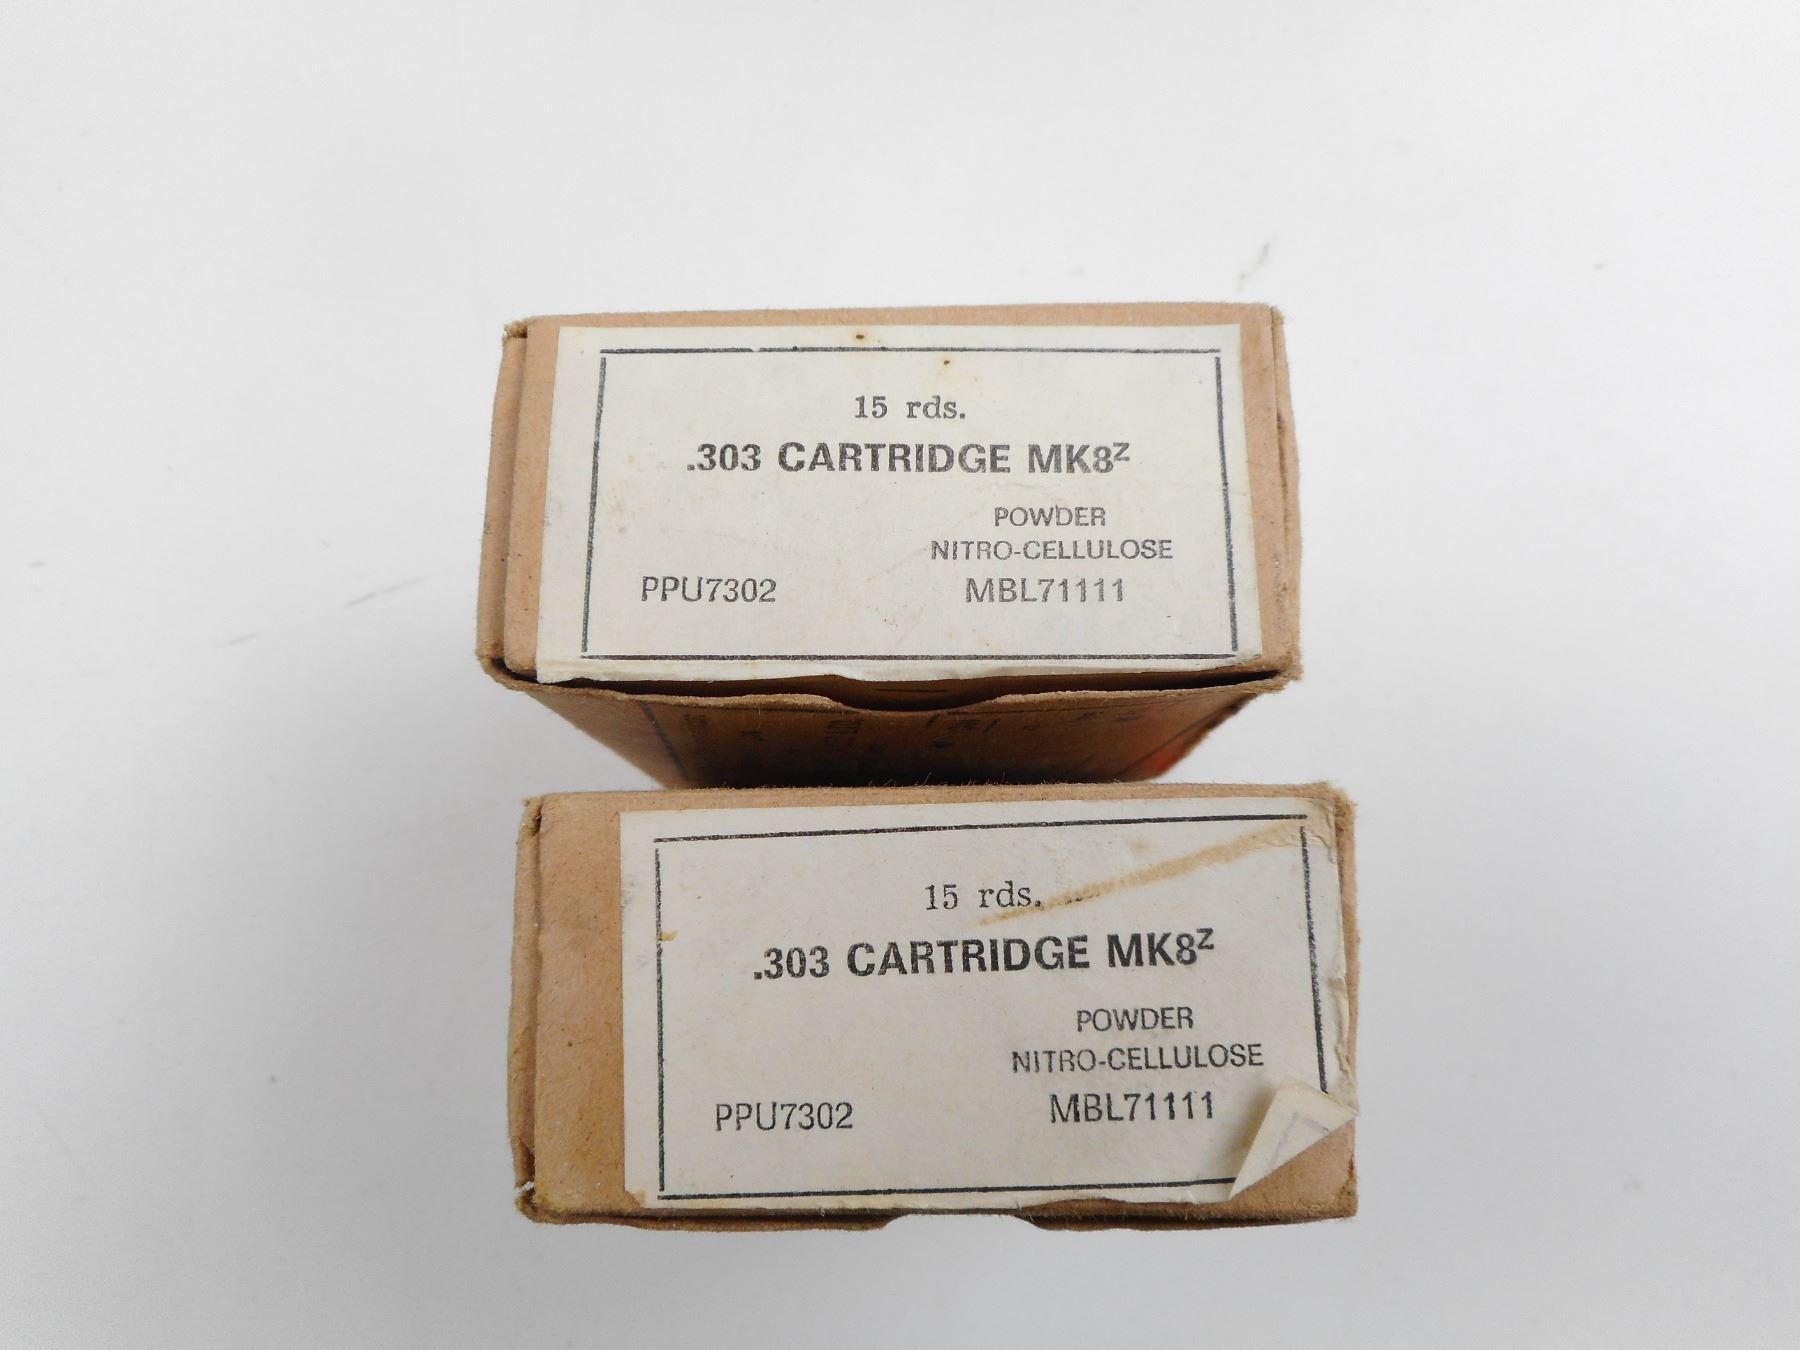 15 rds.
.303 CARTRIDGE MK8ᶻ
POWDER
NITRO-CELLULOSE
PPU7302 MBL71111
15 rds.
.303 CARTRIDGE MK8ᶻ
POWDER
NITRO-CELLULOSE
PPU7302 MBL71111